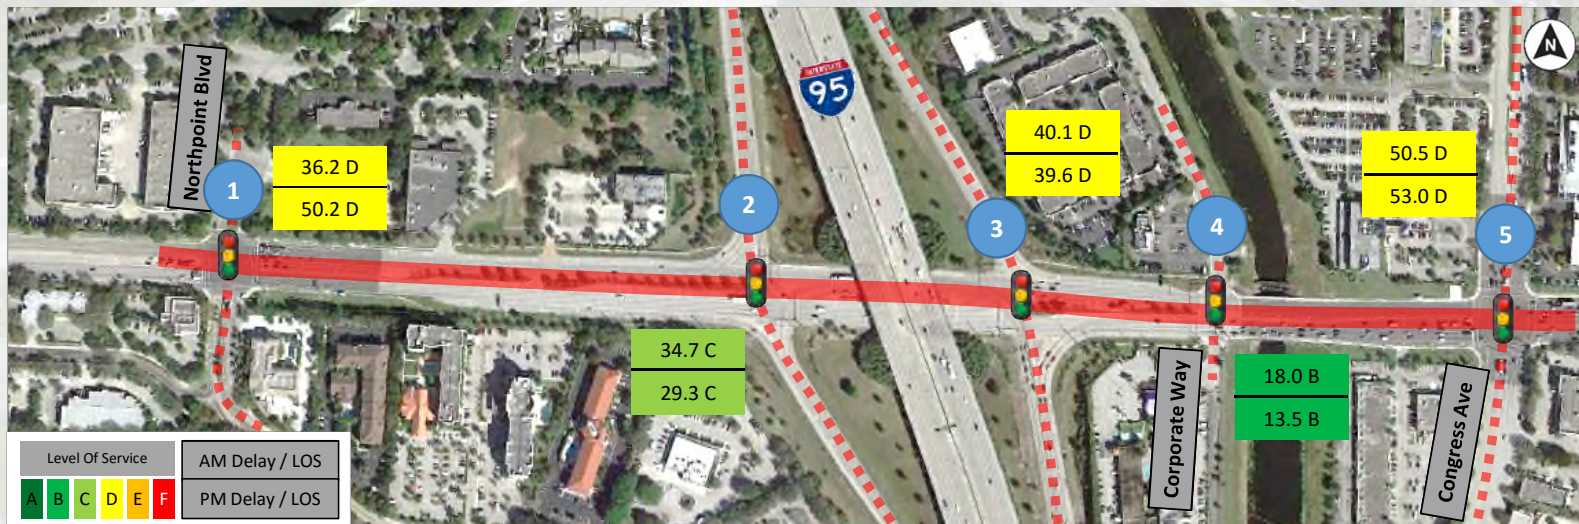 N
INTERSTATE
95
Northpoint Blvd
1
36.2 D
50.2 D
2
34.7 C
29.3 C
3
40.1 D
39.6 D
4
Corporate Way
18.0 B
13.5 B
50.5 D
53.0 D
5
Congress Ave
Level Of Service
A B C D E F
AM Delay / LOS
PM Delay / LOS